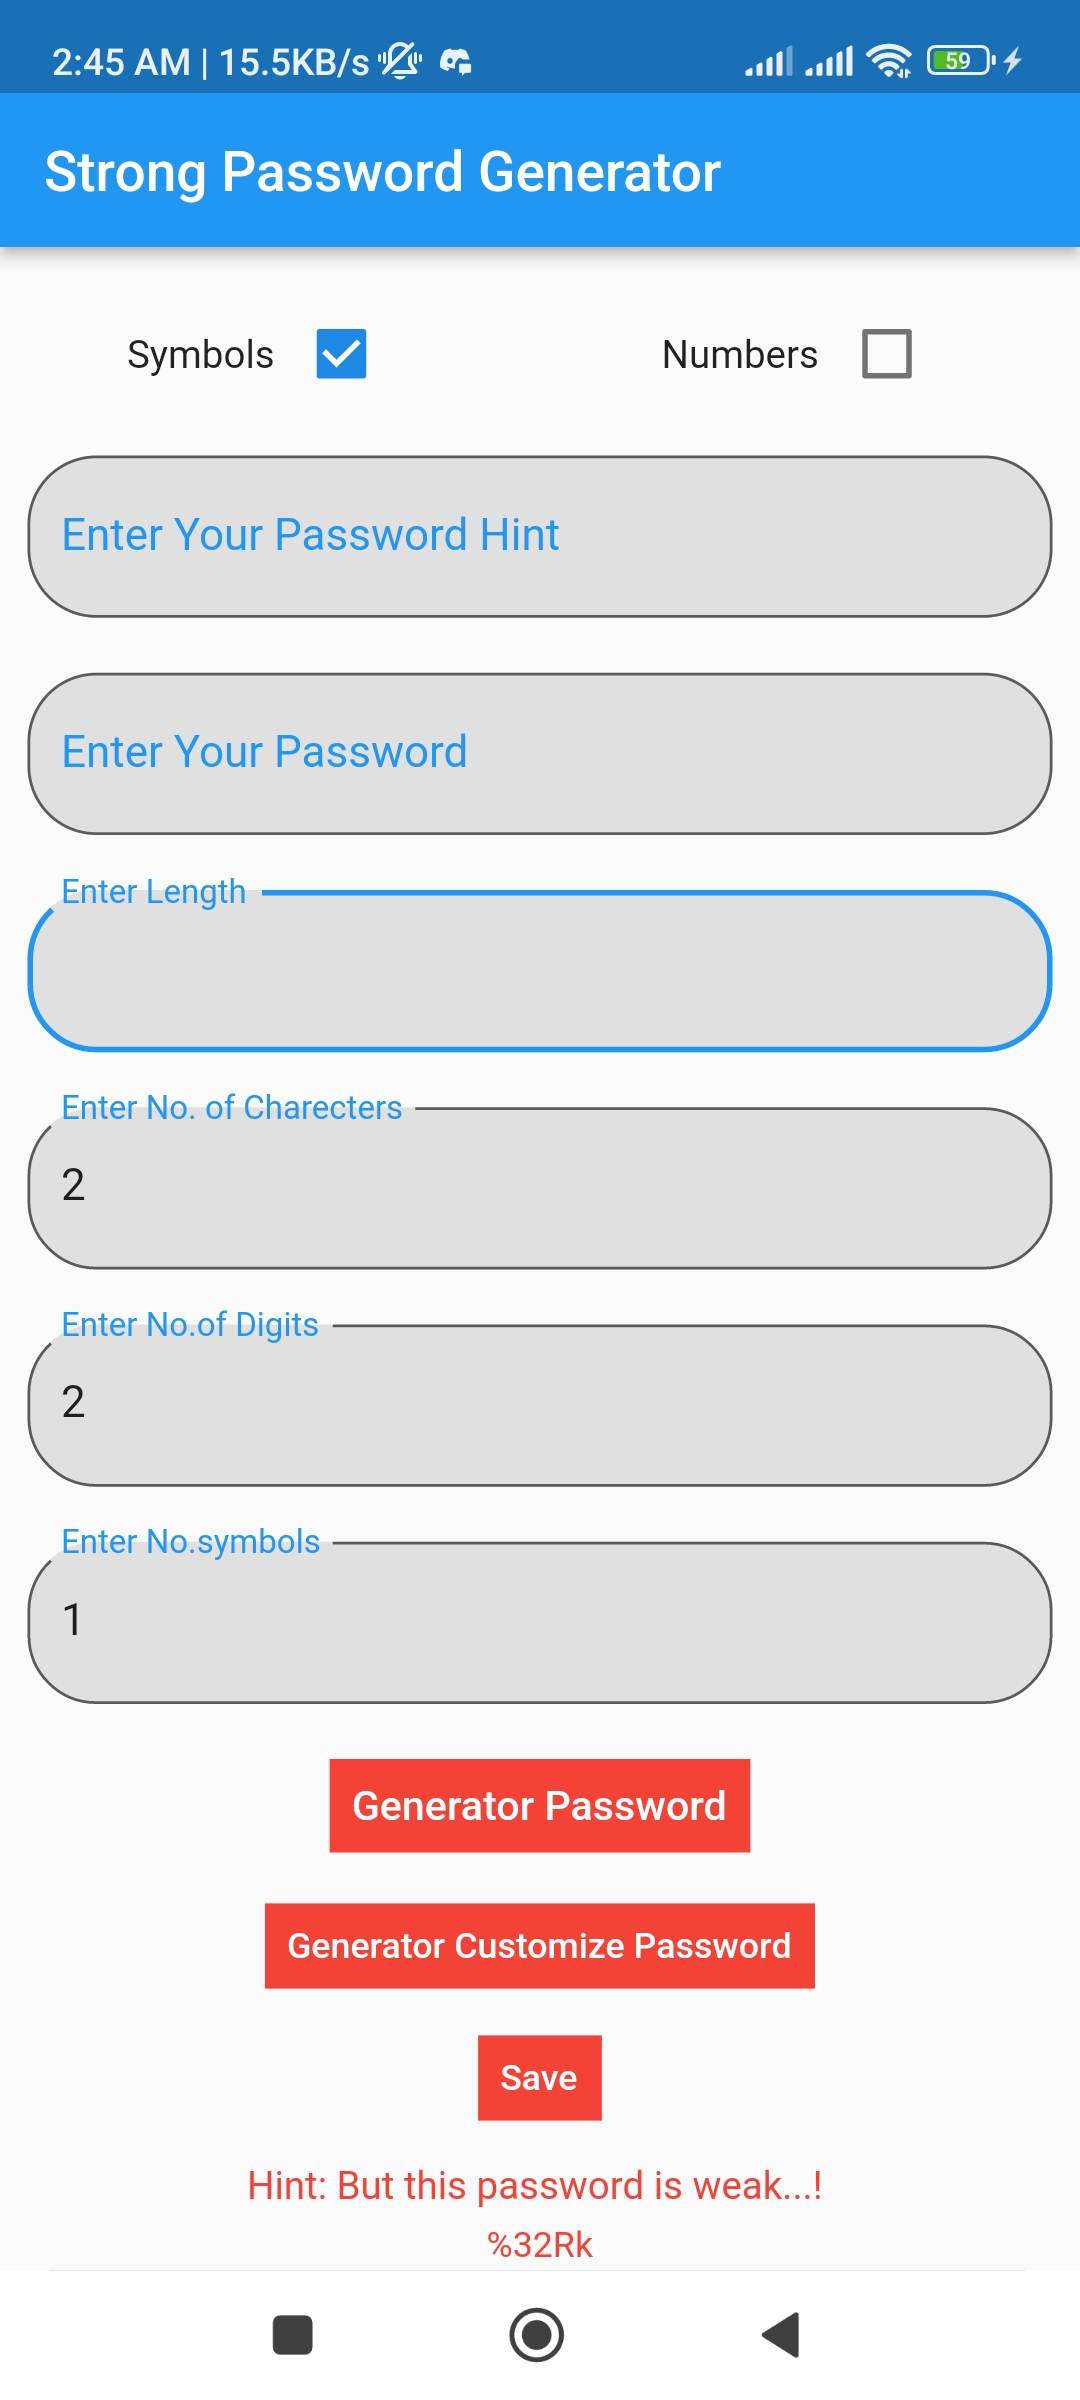 2:45 AM | 15.5KB/s 59
Strong Password Generator
Symbols Numbers
Enter Your Password Hint
Enter Your Password
Enter Length
Enter No. of Charecters
2
Enter No.of Digits
2
Enter No.symbols
1
Generator Password
Generator Customize Password
Save
Hint: But this password is weak...!
%32Rk